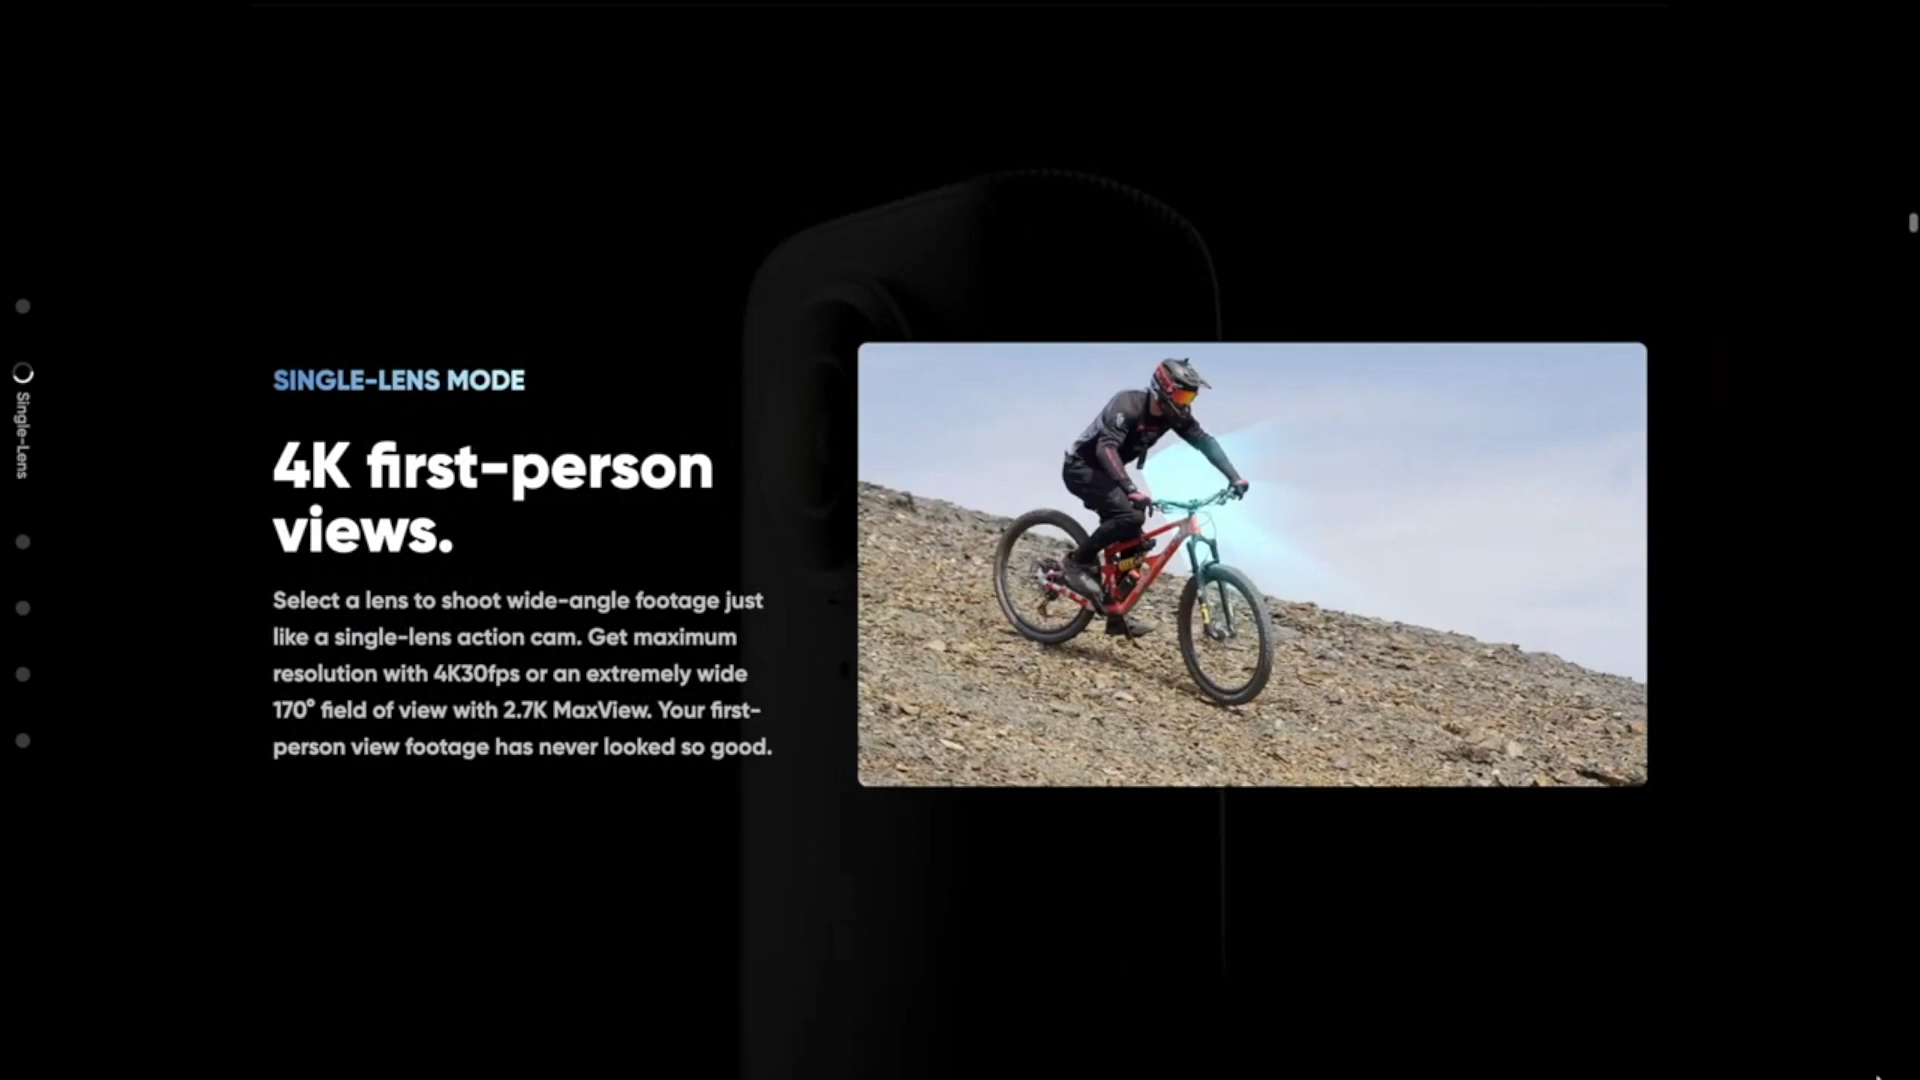 Single-Lens
SINGLE-LENS MODE
4K first-person
views.
Select a lens to shoot wide-angle footage just
like a single-lens action cam. Get maximum
resolution with 4K30fps or an extremely wide
170° field of view with 2.7K MaxView. Your first-
person view footage has never looked so good.